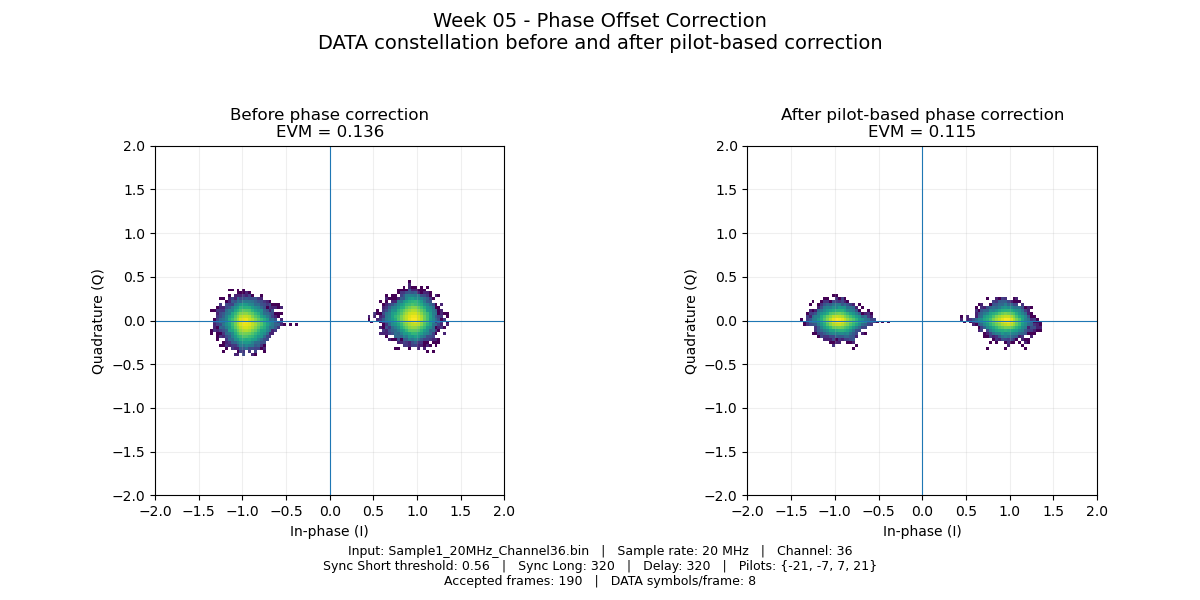 Week 05 - Phase Offset Correction
DATA constellation before and after pilot-based correction
Before phase correction
EVM = 0.136
2.0
1.5
1.0
0.5
0.0
−0.5
−1.0
−1.5
−2.0
Quadrature (Q)
−2.0 −1.5 −1.0 −0.5 0.0 0.5 1.0 1.5 2.0
In-phase (I)
After pilot-based phase correction
EVM = 0.115
2.0
1.5
1.0
0.5
0.0
−0.5
−1.0
−1.5
−2.0
Quadrature (Q)
−2.0 −1.5 −1.0 −0.5 0.0 0.5 1.0 1.5 2.0
In-phase (I)
Input: Sample1_20MHz_Channel36.bin | Sample rate: 20 MHz | Channel: 36
Sync Short threshold: 0.56 | Sync Long: 320 | Delay: 320 | Pilots: {-21, -7, 7, 21}
Accepted frames: 190 | DATA symbols/frame: 8